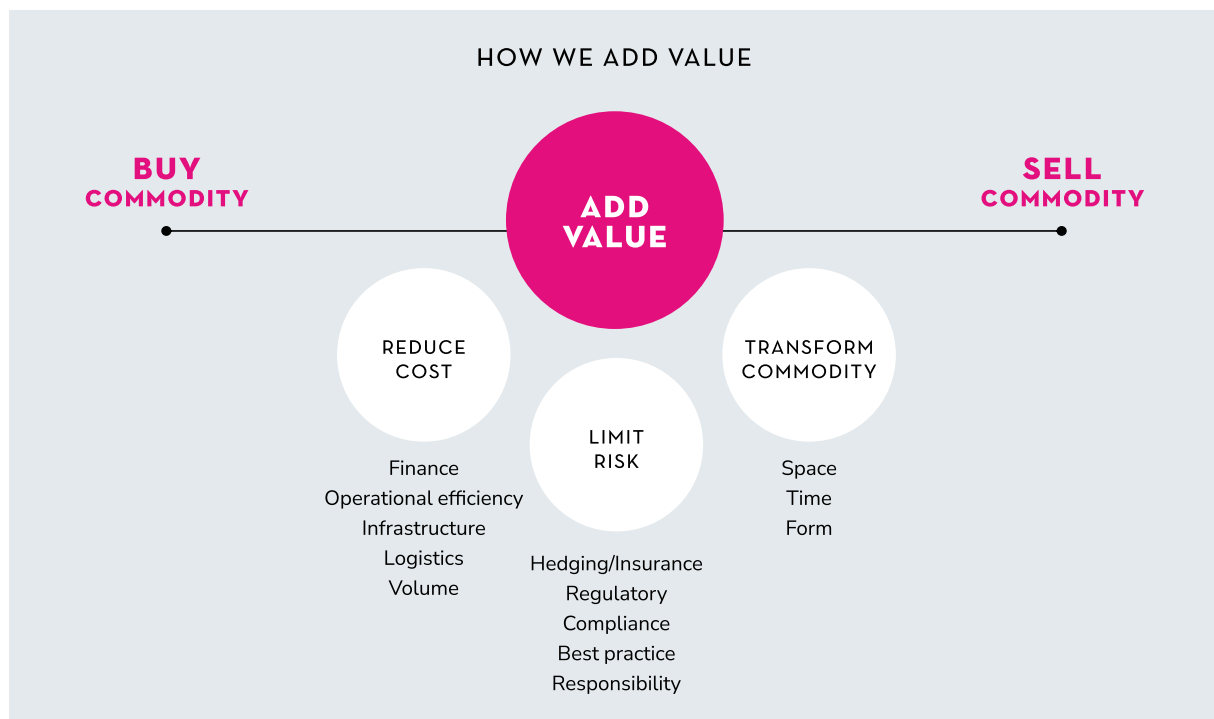 HOW WE ADD VALUE
BUY
COMMODITY
ADD
VALUE
SELL
COMMODITY
REDUCE
COST
Finance
Operational efficiency
Infrastructure
Logistics
Volume
LIMIT
RISK
Hedging/Insurance
Regulatory
Compliance
Best practice
Responsibility
TRANSFORM
COMMODITY
Space
Time
Form